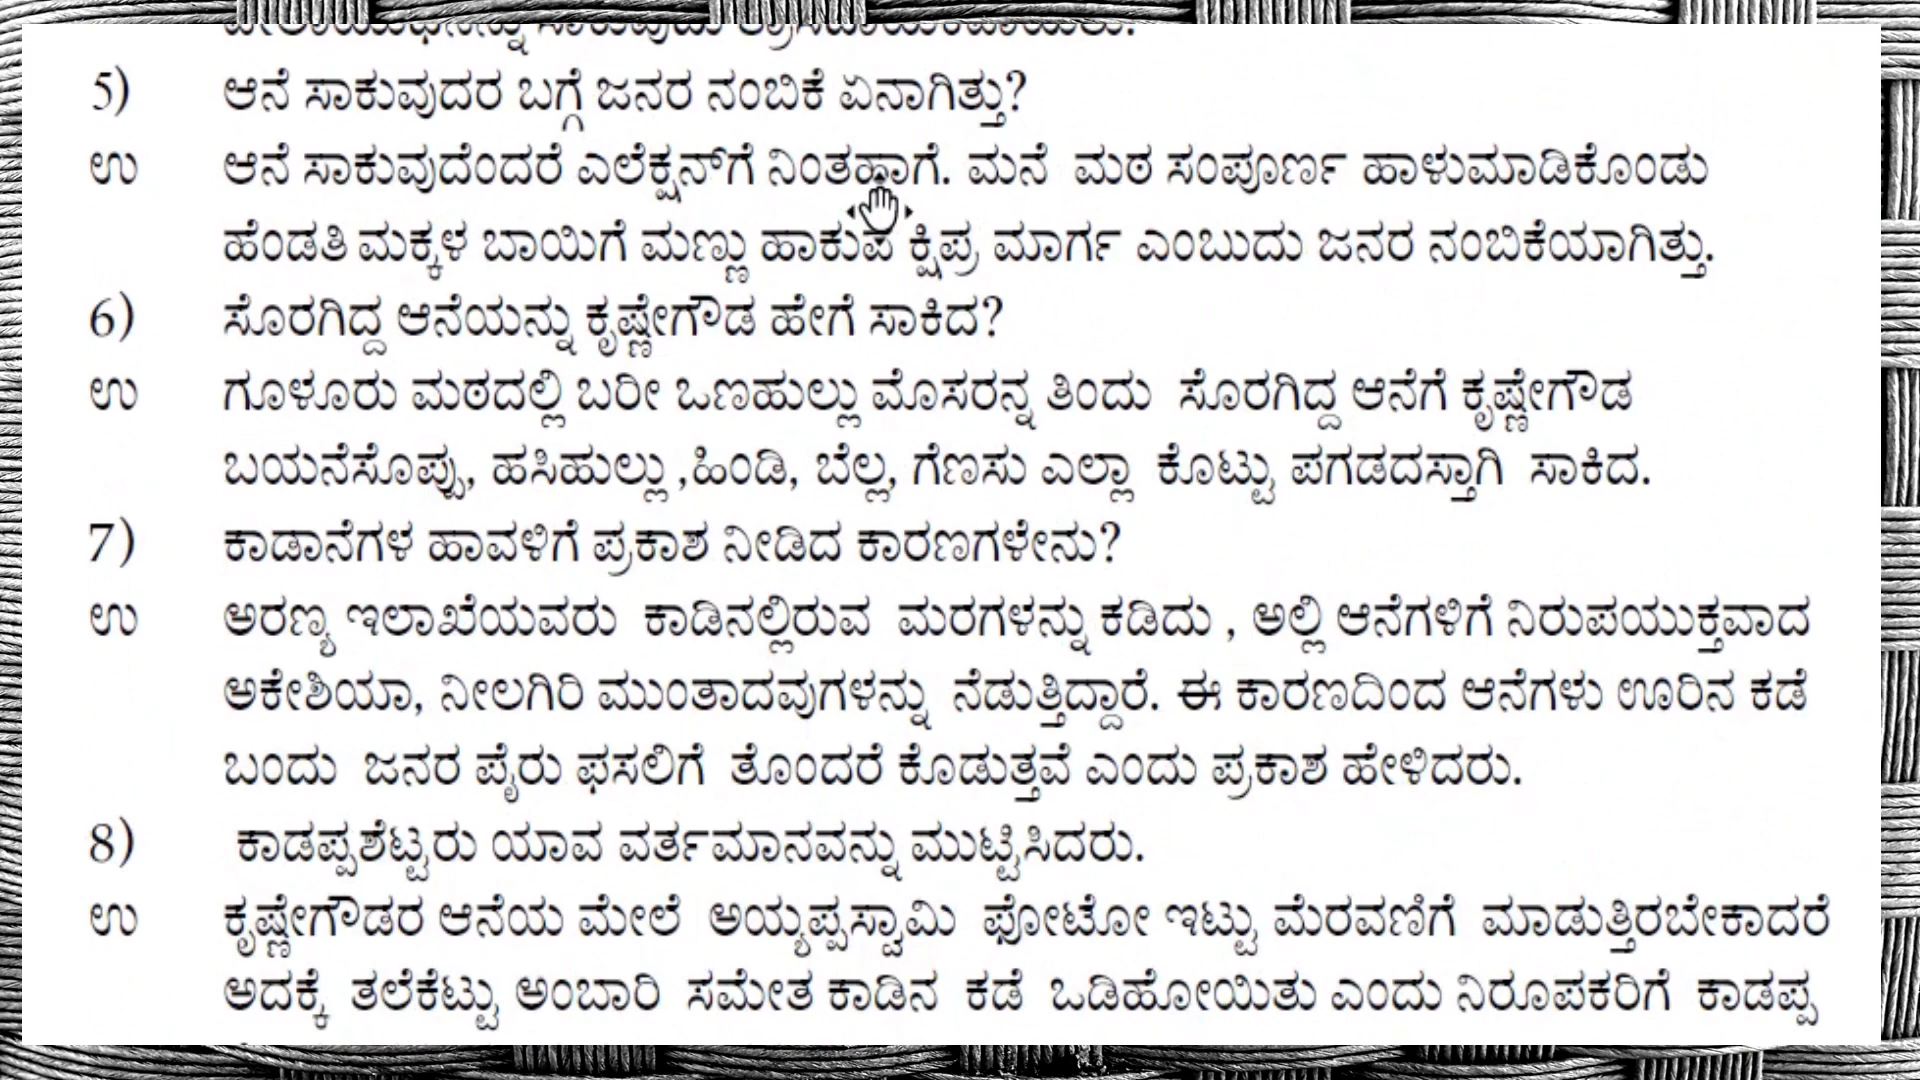 5) ಆನೆ ಸಾಕುವುದರ ಬಗ್ಗೆ ಜನರ ನಂಬಿಕೆ ಏನಾಗಿತ್ತು?
ಉ ಆನೆ ಸಾಕುವುದೆಂದರೆ ಎಲೆಕ್ಷನ್‌ಗೆ ನಿಂತಹಾಗೆ. ಮನೆ ಮಠ ಸಂಪೂರ್ಣ ಹಾಳುಮಾಡಿಕೊಂಡು
ಹೆಂಡತಿ ಮಕ್ಕಳ ಬಾಯಿಗೆ ಮಣ್ಣು ಹಾಕುವ ಕ್ಷಿಪ್ರ ಮಾರ್ಗ ಎಂಬುದು ಜನರ ನಂಬಿಕೆಯಾಗಿತ್ತು.
6) ಸೊರಗಿದ್ದ ಆನೆಯನ್ನು ಕೃಷ್ಣೇಗೌಡ ಹೇಗೆ ಸಾಕಿದ?
ಉ ಗೂಳೂರು ಮಠದಲ್ಲಿ ಬರೀ ಒಣಹುಲ್ಲು ಮೊಸರನ್ನ ತಿಂದು ಸೊರಗಿದ್ದ ಆನೆಗೆ ಕೃಷ್ಣೇಗೌಡ
ಬಯನೆಸೊಪ್ಪು, ಹಸಿಹುಲ್ಲು ,ಹಿಂಡಿ, ಬೆಲ್ಲ, ಗೆಣಸು ಎಲ್ಲಾ ಕೊಟ್ಟು ಪಗಡದಸ್ತಾಗಿ ಸಾಕಿದ.
7) ಕಾಡಾನೆಗಳ ಹಾವಳಿಗೆ ಪ್ರಕಾಶ ನೀಡಿದ ಕಾರಣಗಳೇನು?
ಉ ಅರಣ್ಯ ಇಲಾಖೆಯವರು ಕಾಡಿನಲ್ಲಿರುವ ಮರಗಳನ್ನು ಕಡಿದು , ಅಲ್ಲಿ ಆನೆಗಳಿಗೆ ನಿರುಪಯುಕ್ತವಾದ
ಅಕೇಶಿಯಾ, ನೀಲಗಿರಿ ಮುಂತಾದವುಗಳನ್ನು ನೆಡುತ್ತಿದ್ದಾರೆ. ಈ ಕಾರಣದಿಂದ ಆನೆಗಳು ಊರಿನ ಕಡೆ
ಬಂದು ಜನರ ಪೈರು ಫಸಲಿಗೆ ತೊಂದರೆ ಕೊಡುತ್ತವೆ ಎಂದು ಪ್ರಕಾಶ ಹೇಳಿದರು.
8) ಕಾಡಪ್ಪಶೆಟ್ಟರು ಯಾವ ವರ್ತಮಾನವನ್ನು ಮುಟ್ಟಿಸಿದರು.
ಉ ಕೃಷ್ಣೇಗೌಡರ ಆನೆಯ ಮೇಲೆ ಅಯ್ಯಪ್ಪಸ್ವಾಮಿ ಫೋಟೋ ಇಟ್ಟು ಮೆರವಣಿಗೆ ಮಾಡುತ್ತಿರಬೇಕಾದರೆ
ಅದಕ್ಕೆ ತಲೆಕೆಟ್ಟು ಅಂಬಾರಿ ಸಮೇತ ಕಾಡಿನ ಕಡೆ ಒಡಿಹೋಯಿತು ಎಂದು ನಿರೂಪಕರಿಗೆ ಕಾಡಪ್ಪ